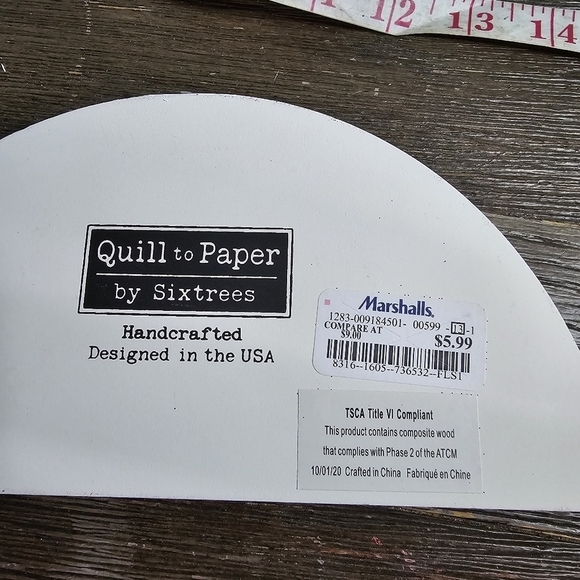 11 12 13 14
Quill to Paper
by Sixtrees
Handcrafted
Designed in the USA
Marshalls.
1283-009184501- 00599 -13-1
COMPARE AT
$9.00
$5.99
8316--1605--736532--FLS1
TSCA Title VI Compliant
This product contains composite wood
that complies with Phase 2 of the ATCM
10/01/20 Crafted in China Fabriqué en Chine